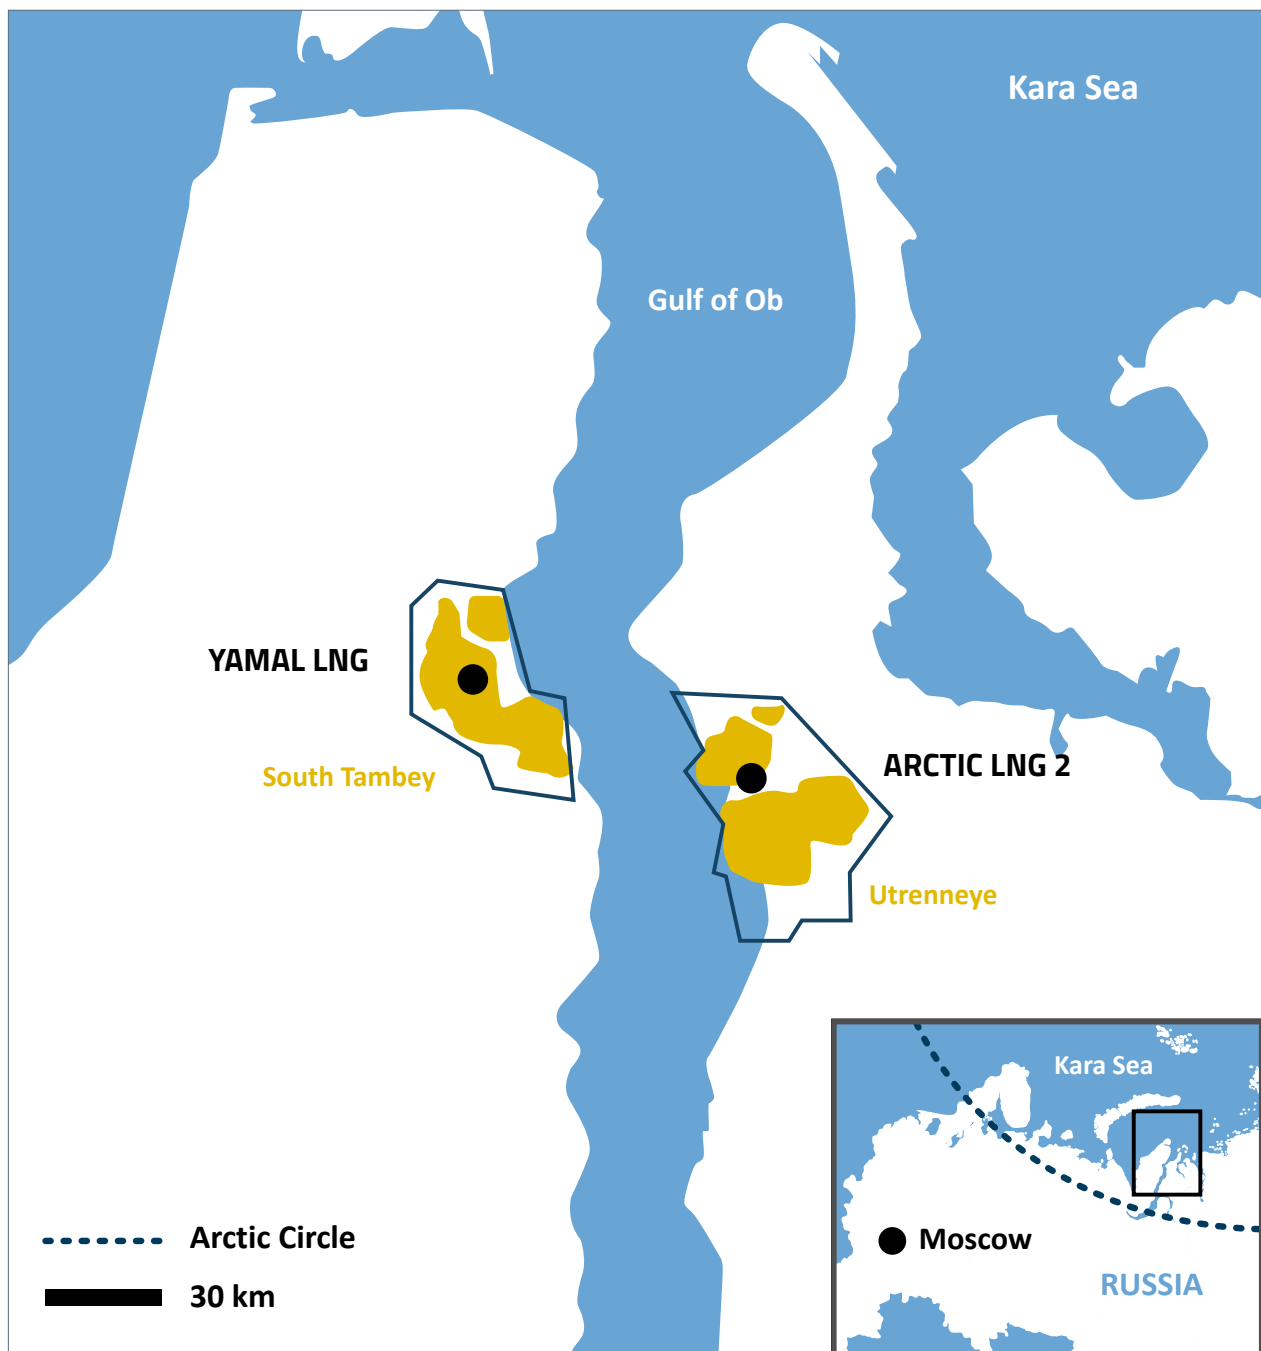 Kara Sea
Gulf of Ob
YAMAL LNG
South Tambey
ARCTIC LNG 2
Utrenneye
Kara Sea
Moscow
RUSSIA
Arctic Circle
30 km